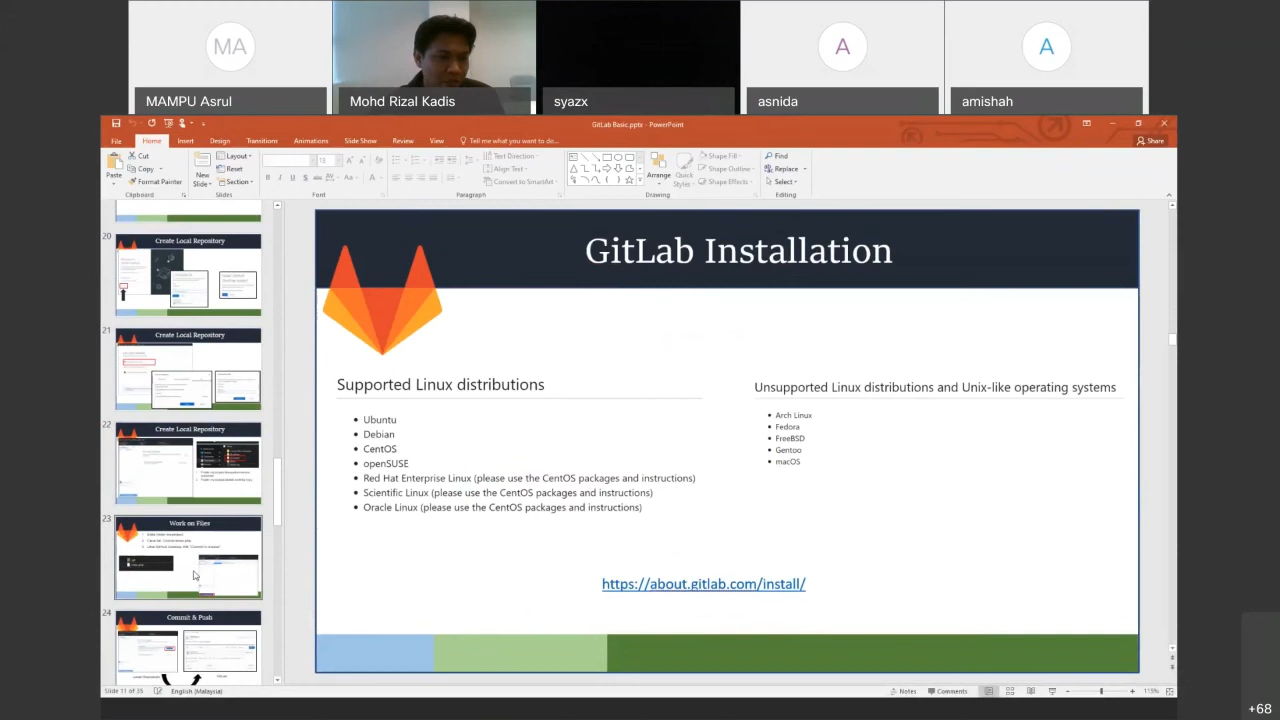 MA
A
A
MAMPU Asrul
Mohd Rizal Kadis
syazx
asnida
amishah
GitLab Basic.pptx - PowerPoint
File
Home
Insert
Design
Transitions
Animations
Slide Show
Review
View
Tell me what you want to do...
Share
Paste
Cut
Copy
Format Painter
Clipboard
New
Slide
Layout
Reset
Section
Slides
18
Font
Text Direction
Align Text
Convert to SmartArt
Paragraph
Arrange
Quick
Styles
Shape Fill
Shape Outline
Shape Effects
Drawing
Find
Replace
Select
Editing
20
Create Local Repository
21
Create Local Repository
22
Create Local Repository
23
Work on Files
24
Commit & Push
GitLab Installation
Supported Linux distributions
Ubuntu
Debian
CentOS
openSUSE
Red Hat Enterprise Linux (please use the CentOS packages and instructions)
Scientific Linux (please use the CentOS packages and instructions)
Oracle Linux (please use the CentOS packages and instructions)
Unsupported Linux distributions and Unix-like operating systems
Arch Linux
Fedora
FreeBSD
Gentoo
macOS
https://about.gitlab.com/install/
Slide 11 of 35
English (Malaysia)
Notes
Comments
115%
+68